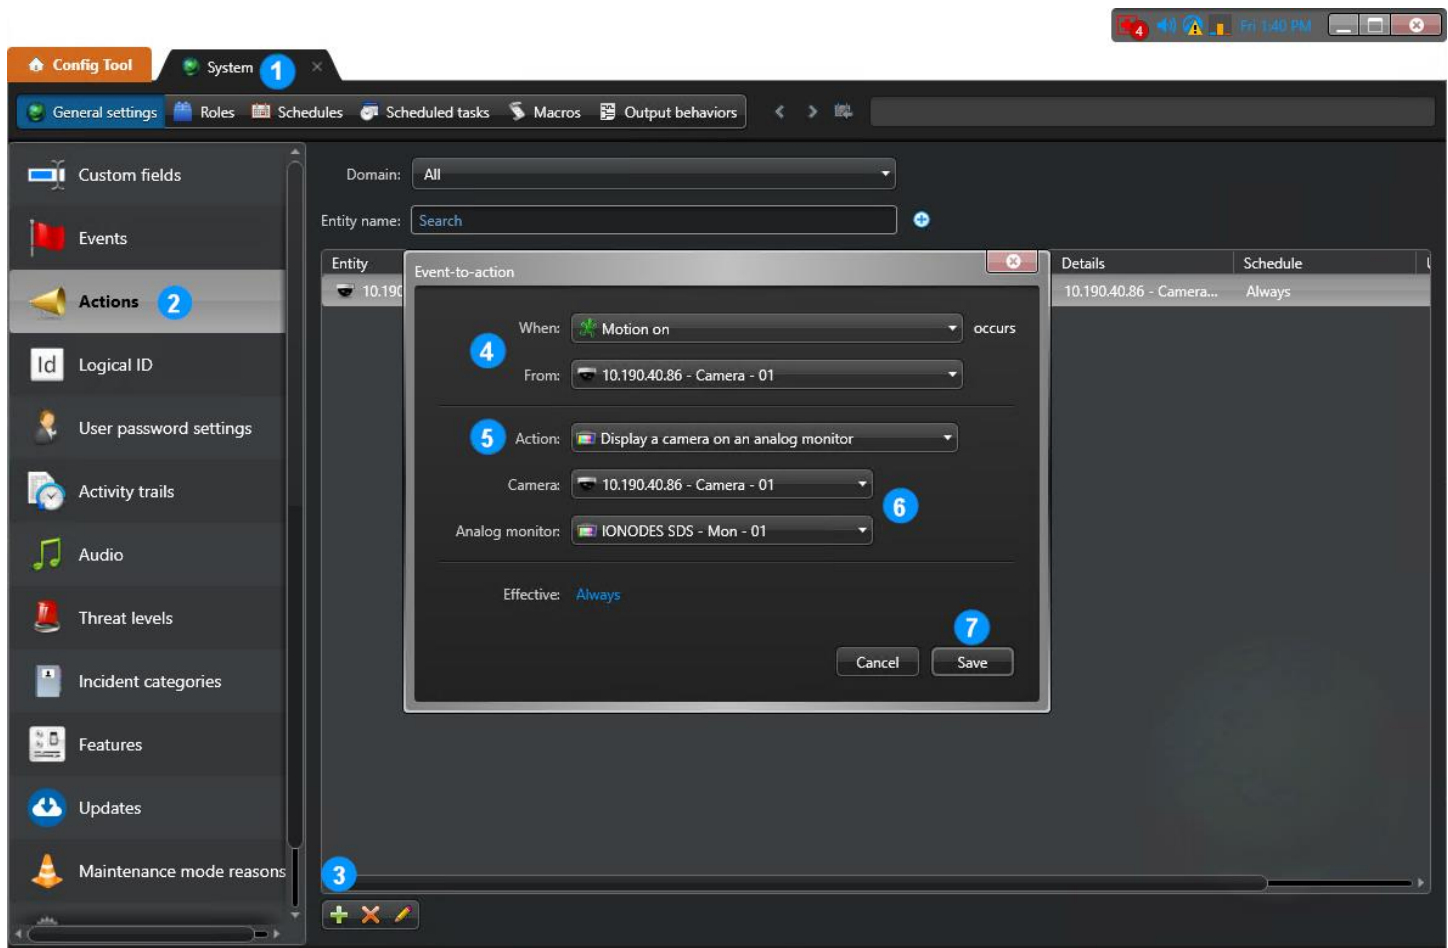 4 Fri 1:40 PM
Config Tool System 1
General settings Roles Schedules Scheduled tasks Macros Output behaviors
Custom fields
Events
Actions 2
Id Logical ID
User password settings
Activity trails
Audio
Threat levels
Incident categories
Features
Updates
Maintenance mode reasons
Domain: All
Entity name: Search
Entity Details Schedule
10.190 10.190.40.86 - Camera... Always
Event-to-action
When: Motion on occurs
4
From: 10.190.40.86 - Camera - 01
5 Action: Display a camera on an analog monitor
Camera: 10.190.40.86 - Camera - 01
6
Analog monitor: IONODES SDS - Mon - 01
Effective: Always
7
Cancel Save
3